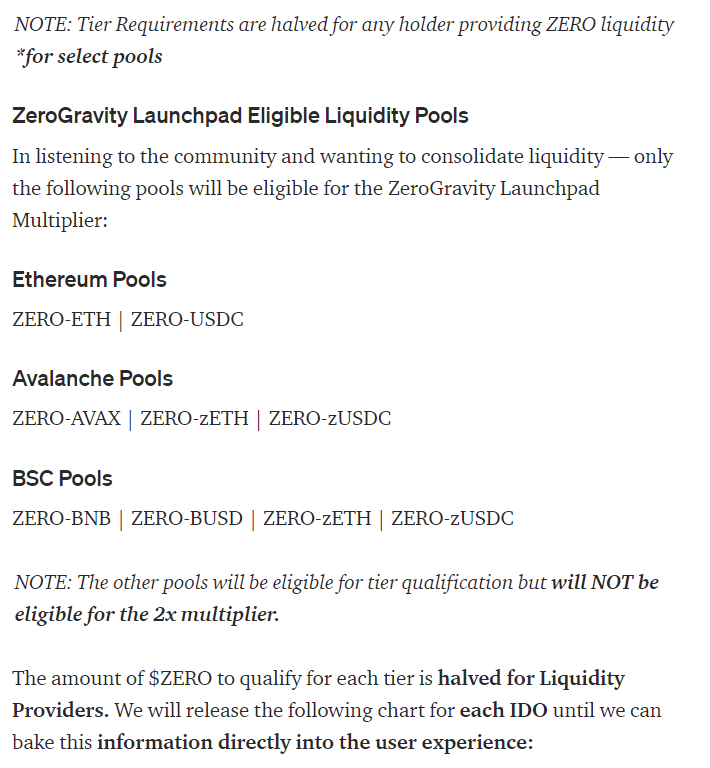 NOTE: Tier Requirements are halved for any holder providing ZERO liquidity
*for select pools
ZeroGravity Launchpad Eligible Liquidity Pools
In listening to the community and wanting to consolidate liquidity — only
the following pools will be eligible for the ZeroGravity Launchpad
Multiplier:
Ethereum Pools
ZERO-ETH | ZERO-USDC
Avalanche Pools
ZERO-AVAX | ZERO-zETH | ZERO-zUSDC
BSC Pools
ZERO-BNB | ZERO-BUSD | ZERO-zETH | ZERO-zUSDC
NOTE: The other pools will be eligible for tier qualification but will NOT be
eligible for the 2x multiplier.
The amount of $ZERO to qualify for each tier is halved for Liquidity
Providers. We will release the following chart for each IDO until we can
bake this information directly into the user experience: